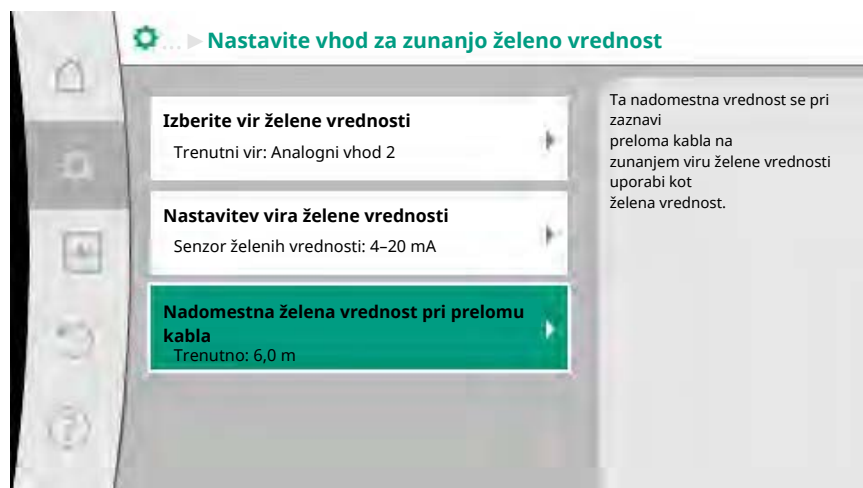 Nastavite vhod za zunanjo želeno vrednost
Izberite vir želene vrednosti
Trenutni vir: Analogni vhod 2
Nastavitev vira želene vrednosti
Senzor želenih vrednosti: 4–20 mA
Nadomestna želena vrednost pri prelomu
kabla
Trenutno: 6,0 m
Ta nadomestna vrednost se pri
zaznavi
preloma kabla na
zunanjem viru želene vrednosti
uporabi kot
želena vrednost.